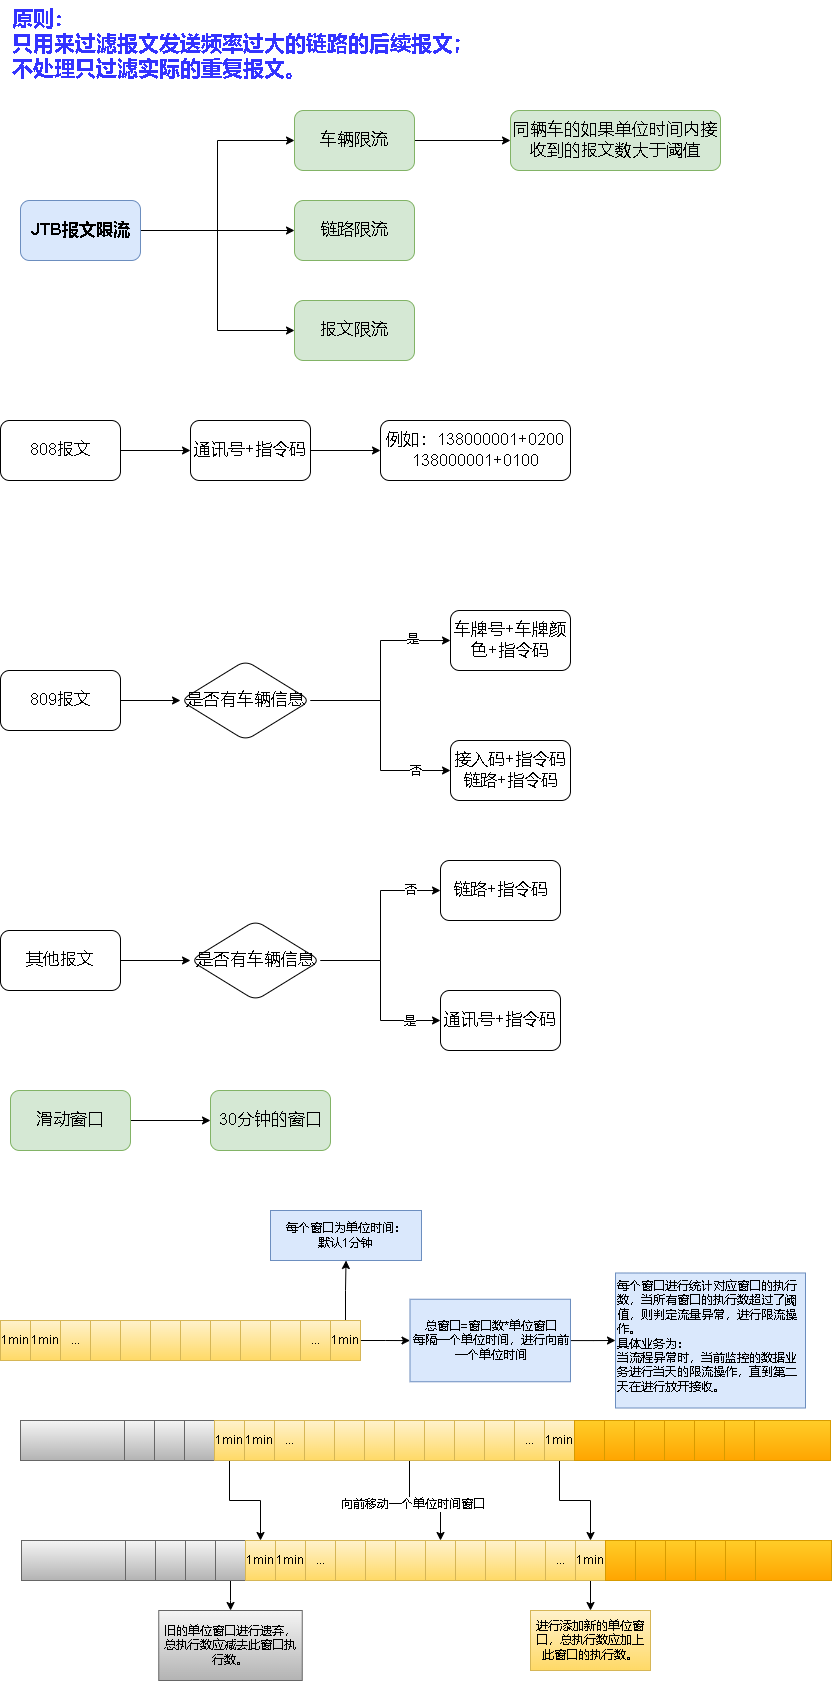 原则：
只用来过滤报文发送频率过大的链路的后续报文；
不处理只过滤实际的重复报文。
车辆限流
同辆车的如果单位时间内接
收到的报文数大于阈值
JTB报文限流
链路限流
报文限流
808报文
通讯号+指令码
例如：138000001+0200
138000001+0100
809报文
是否有车辆信息
是
车牌号+车牌颜
色+指令码
否
接入码+指令码
链路+指令码
其他报文
是否有车辆信息
否
链路+指令码
是
通讯号+指令码
滑动窗口
30分钟的窗口
每个窗口为单位时间：
默认1分钟
1min 1min ... ... 1min
总窗口=窗口数*单位窗口
每隔一个单位时间，进行向前
一个单位时间
每个窗口进行统计对应窗口的执行
数，当所有窗口的执行数超过了阈
值，则判定流量异常，进行限流操
作。
具体业务为：
当流程异常时，当前监控的数据业
务进行当天的限流操作，直到第二
天在进行放开接收。
1min 1min ... ... 1min
向前移动一个单位时间窗口
1min 1min ... ... 1min
旧的单位窗口进行遗弃，
总执行数应减去此窗口执
行数。
进行添加新的单位窗
口，总执行数应加上
此窗口的执行数。